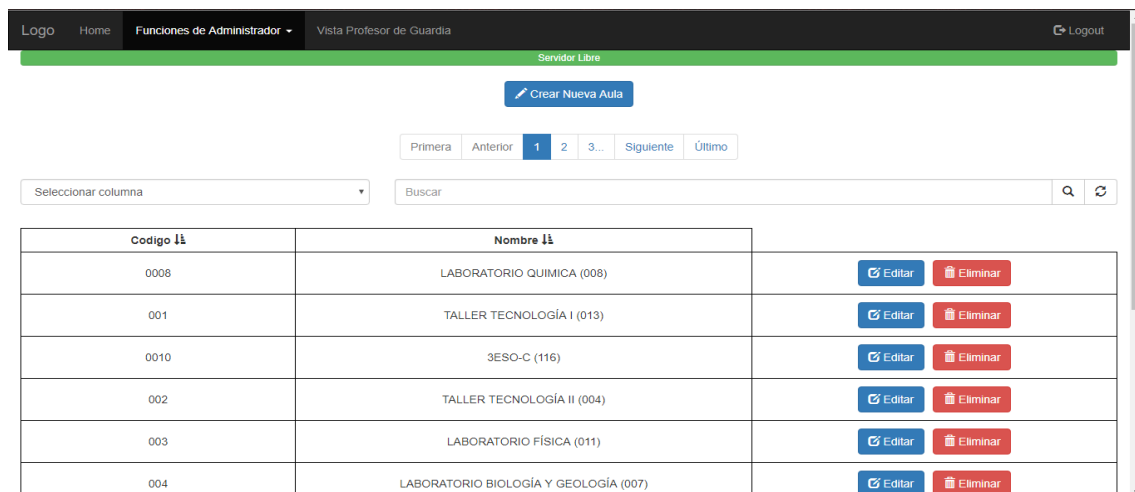 Logo Home Funciones de Administrador Vista Profesor de Guardia Logout
Servidor Libre
Crear Nueva Aula
Primera Anterior 1 2 3... Siguiente Último
Seleccionar columna Buscar
Codigo Nombre
0008 LABORATORIO QUIMICA (008) Editar Eliminar
001 TALLER TECNOLOGÍA I (013) Editar Eliminar
0010 3ESO-C (116) Editar Eliminar
002 TALLER TECNOLOGÍA II (004) Editar Eliminar
003 LABORATORIO FÍSICA (011) Editar Eliminar
004 LABORATORIO BIOLOGÍA Y GEOLOGÍA (007) Editar Eliminar